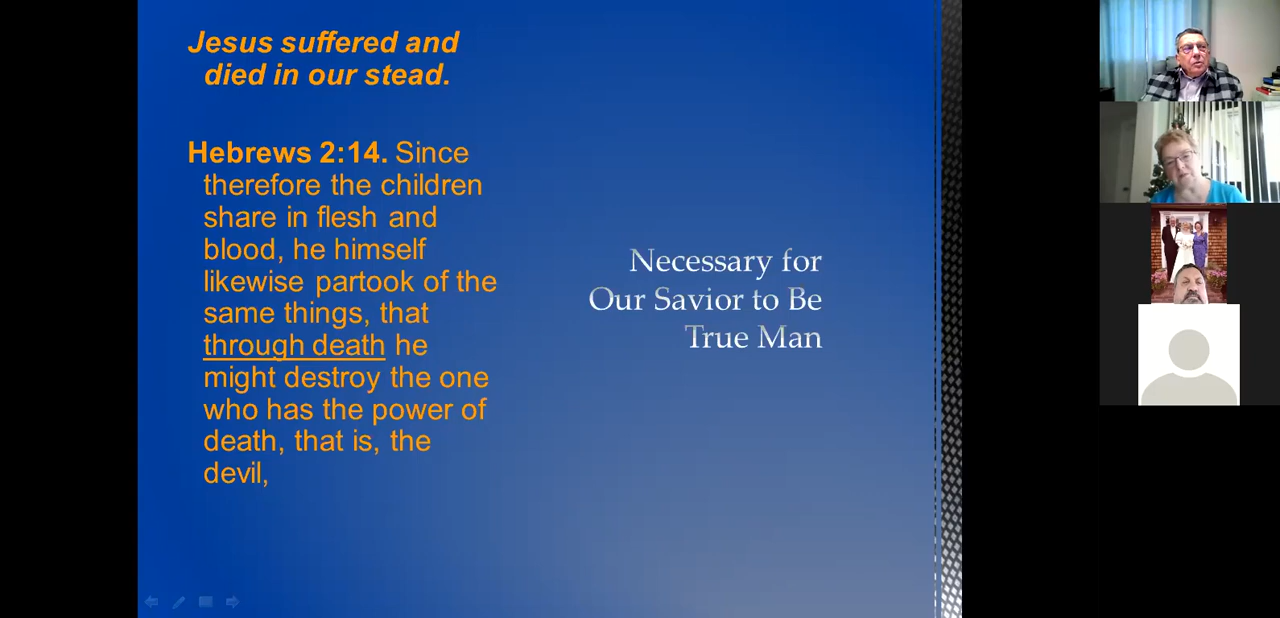 Jesus suffered and
died in our stead.
Hebrews 2:14. Since
therefore the children
share in flesh and
blood, he himself
likewise partook of the
same things, that
through death he
might destroy the one
who has the power of
death, that is, the
devil,
Necessary for
Our Savior to Be
True Man